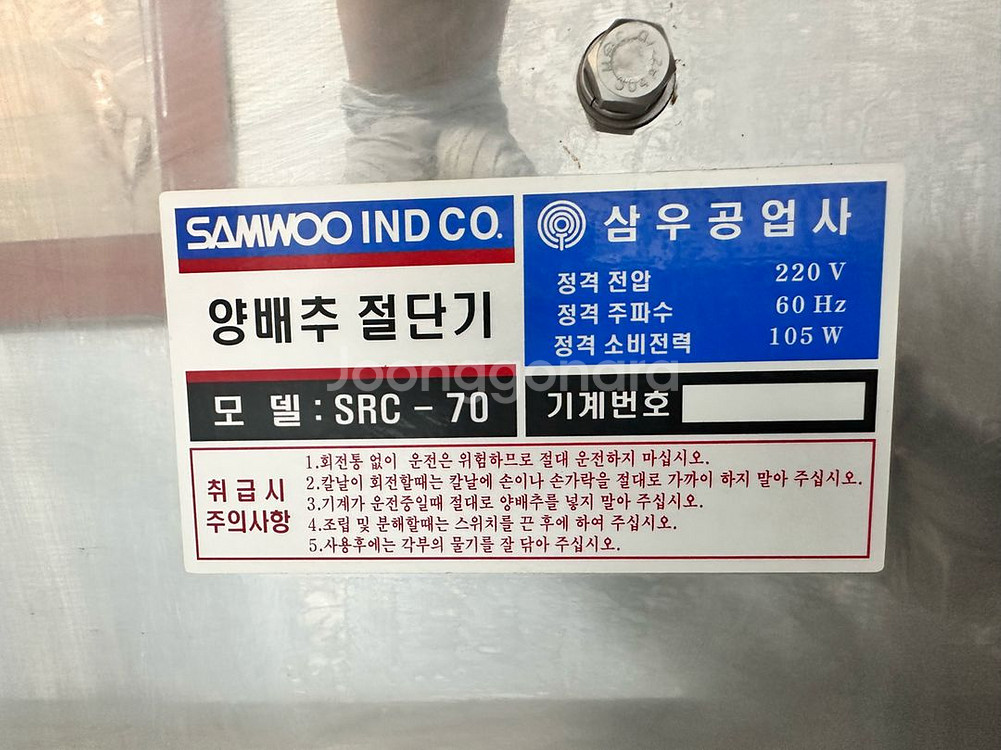 SAMWOO IND CO.
양배추 절단기
모 델 : SRC - 70
삼우공업사
정격 전압 220 V
정격 주파수 60 Hz
정격 소비전력 105 W
기계번호
Joonggonara
취급시
주의사항
1.회전통 없이 운전은 위험하므로 절대 운전하지 마십시오.
2.칼날이 회전할때는 칼날에 손이나 손가락을 절대로 가까이 하지 말아 주십시오.
3.기계가 운전중일때 절대로 양배추를 넣지 말아 주십시오.
4.조립 및 분해할때는 스위치를 끈 후에 하여 주십시오.
5.사용후에는 각부의 물기를 잘 닦아 주십시오.